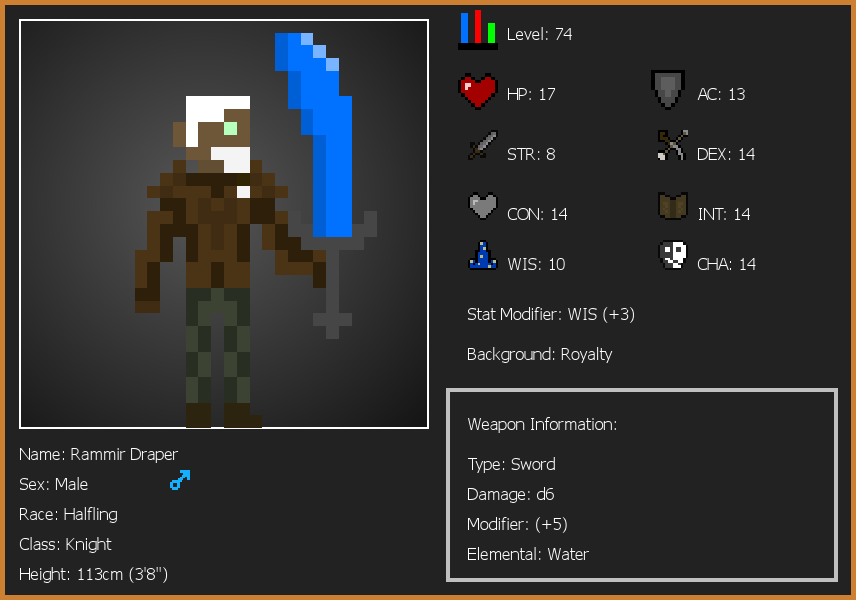 Level: 74
HP: 17
AC: 13
STR: 8
DEX: 14
CON: 14
INT: 14
WIS: 10
CHA: 14
Stat Modifier: WIS (+3)
Background: Royalty
Weapon Information:
Type: Sword
Damage: d6
Modifier: (+5)
Elemental: Water
Name: Rammir Draper
Sex: Male
Race: Halfling
Class: Knight
Height: 113cm (3'8")